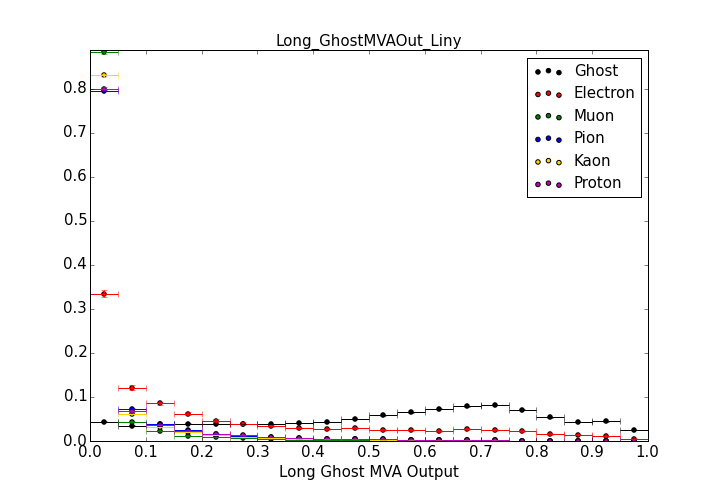 Long_GhostMVAOut_Liny
0.8
0.7
0.6
0.5
0.4
0.3
0.2
0.1
0.0
Ghost
Electron
Muon
Pion
Kaon
Proton
0.0 0.1 0.2 0.3 0.4 0.5 0.6 0.7 0.8 0.9 1.0
Long Ghost MVA Output